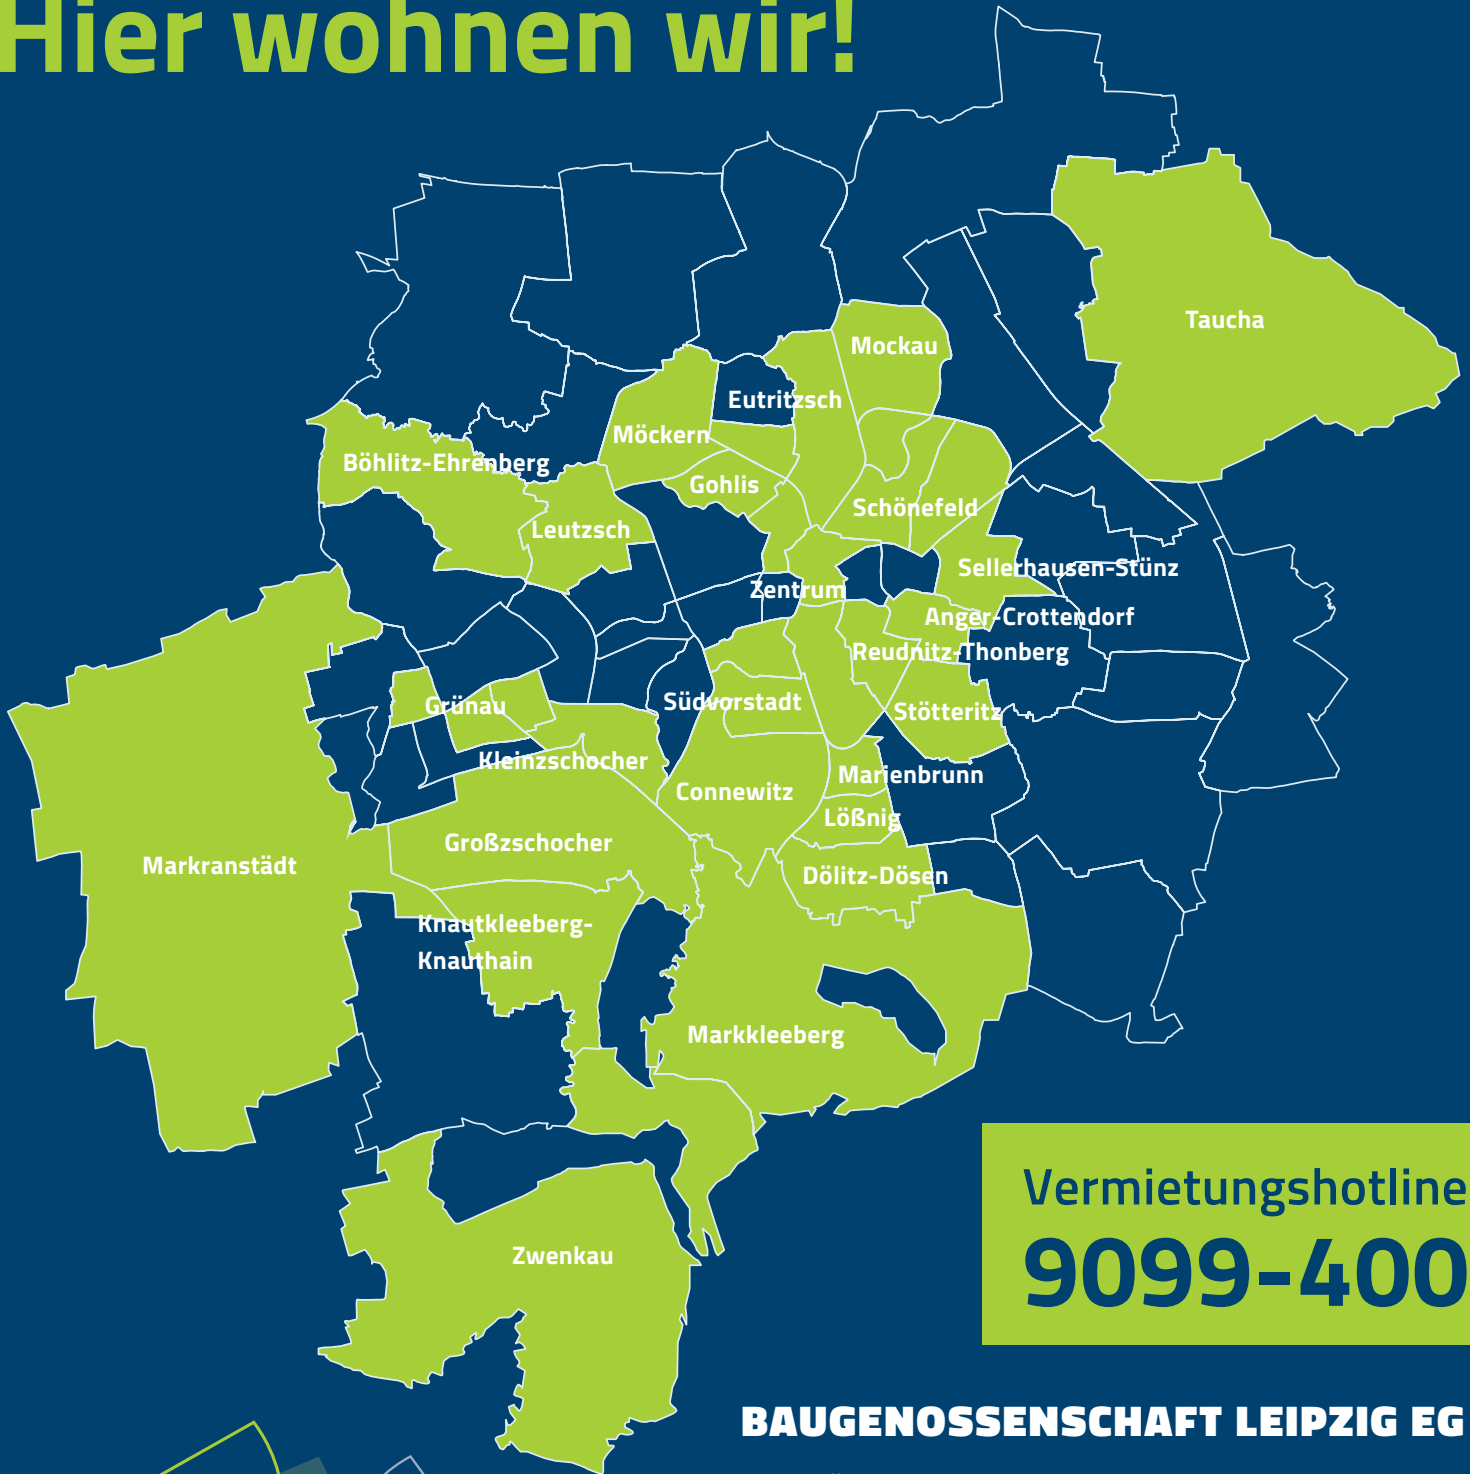 Hier wohnen wir!
Taucha
Mockau
Eutritzsch
Möckern
Böhlitz-Ehrenberg
Gohlis
Schönefeld
Leutzsch
Sellerhausen-Stünz
Zentrum
Anger-Crottendorf
Reudnitz-Thonberg
Südvorstadt
Grünau
Stötteritz
Kleinzschocher
Marienbrunn
Connewitz
Lößnig
Großzschocher
Markranstädt
Dölitz-Dösen
Knautkleeberg-
Knauthain
Markkleeberg
Zwenkau
Vermietungshotline
9099-400
BAUGENOSSENSCHAFT LEIPZIG EG